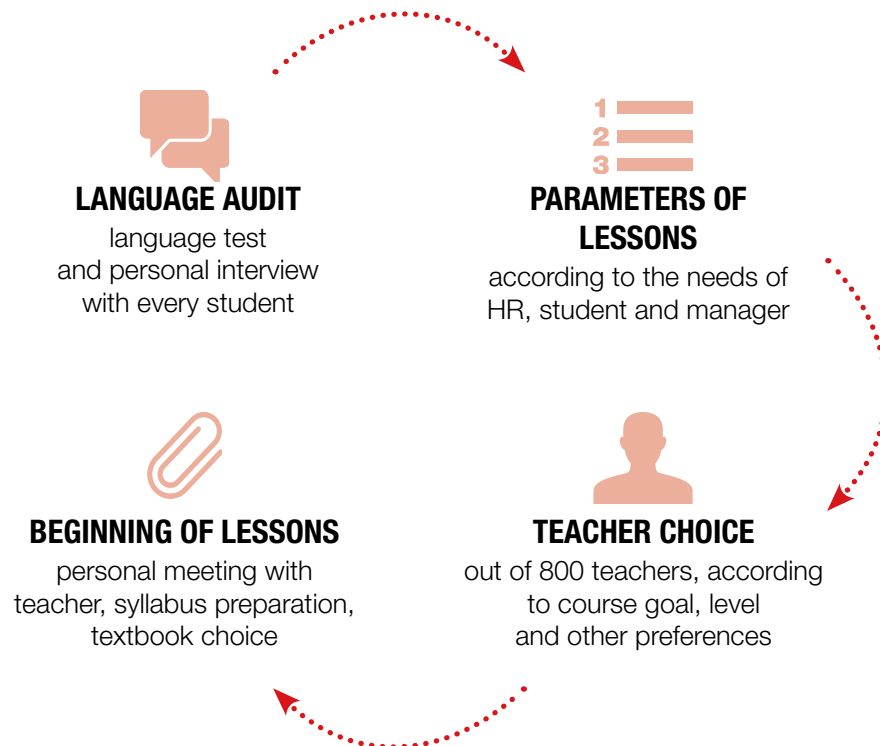 LANGUAGE AUDIT
language test
and personal interview
with every student
1
2
3
PARAMETERS OF
LESSONS
according to the needs of
HR, student and manager
BEGINNING OF LESSONS
personal meeting with
teacher, syllabus preparation,
textbook choice
TEACHER CHOICE
out of 800 teachers, according
to course goal, level
and other preferences